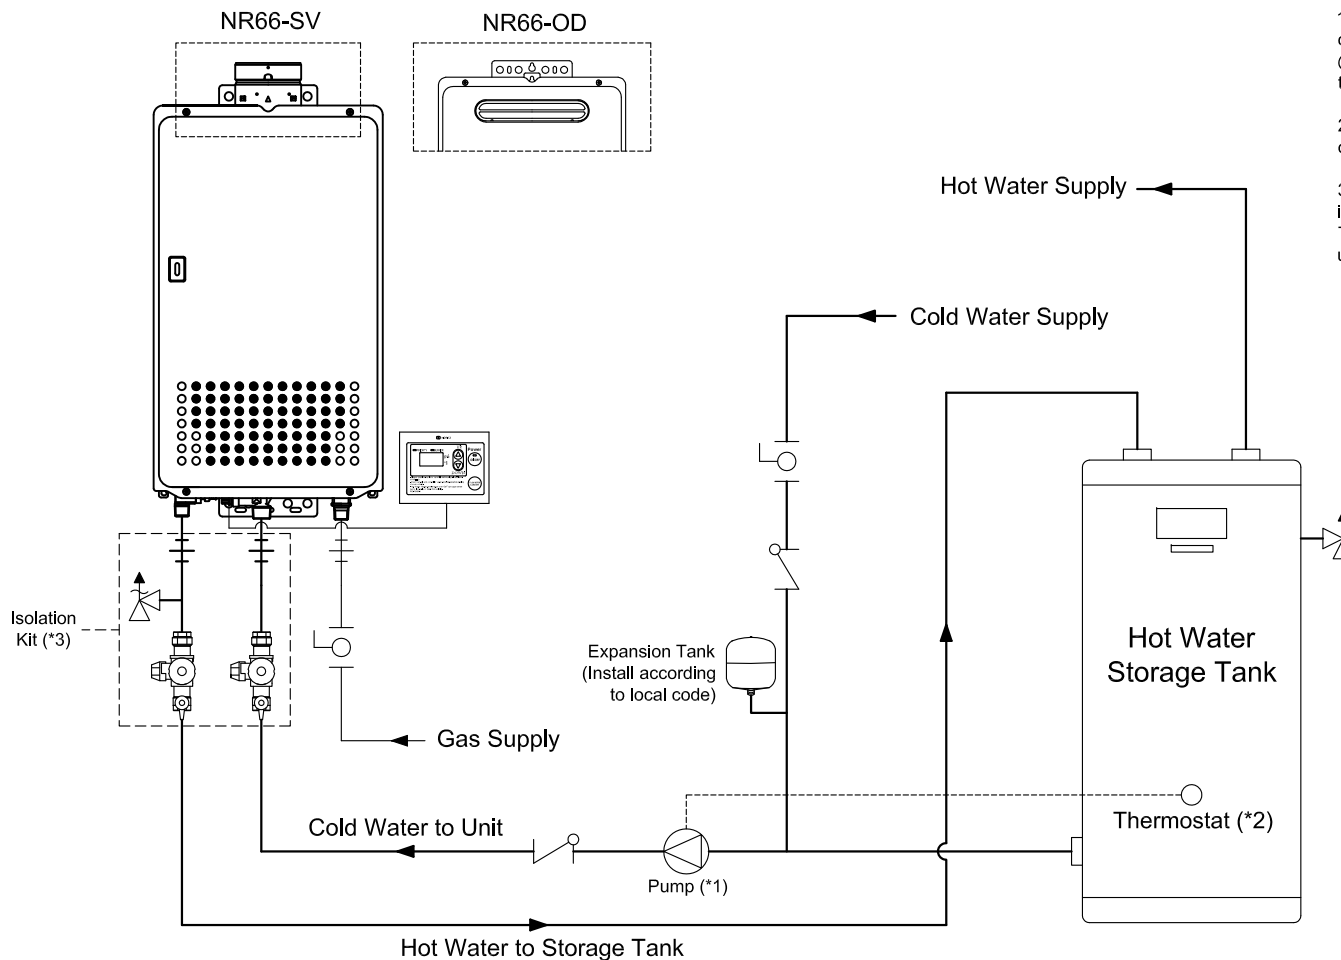 NR66-SV
NR66-OD
Hot Water Supply
Cold Water Supply
Power
Isolation
Kit (*3)
Expansion Tank
(Install according
to local code)
Hot Water
Storage Tank
Gas Supply
Thermostat (*2)
Cold Water to Unit
Pump (*1)
Hot Water to Storage Tank